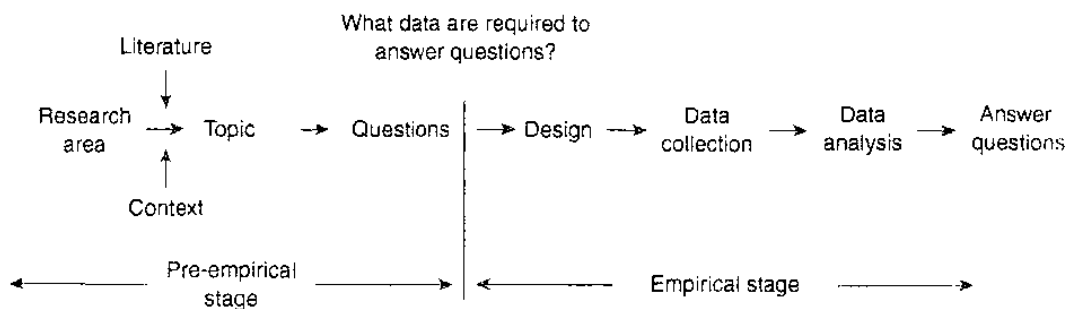 What data are required to
answer questions?
Literature
Research
area
Topic
Questions
Design
Data
collection
Data
analysis
Answer
questions
Context
Pre-empirical
stage
Empirical stage